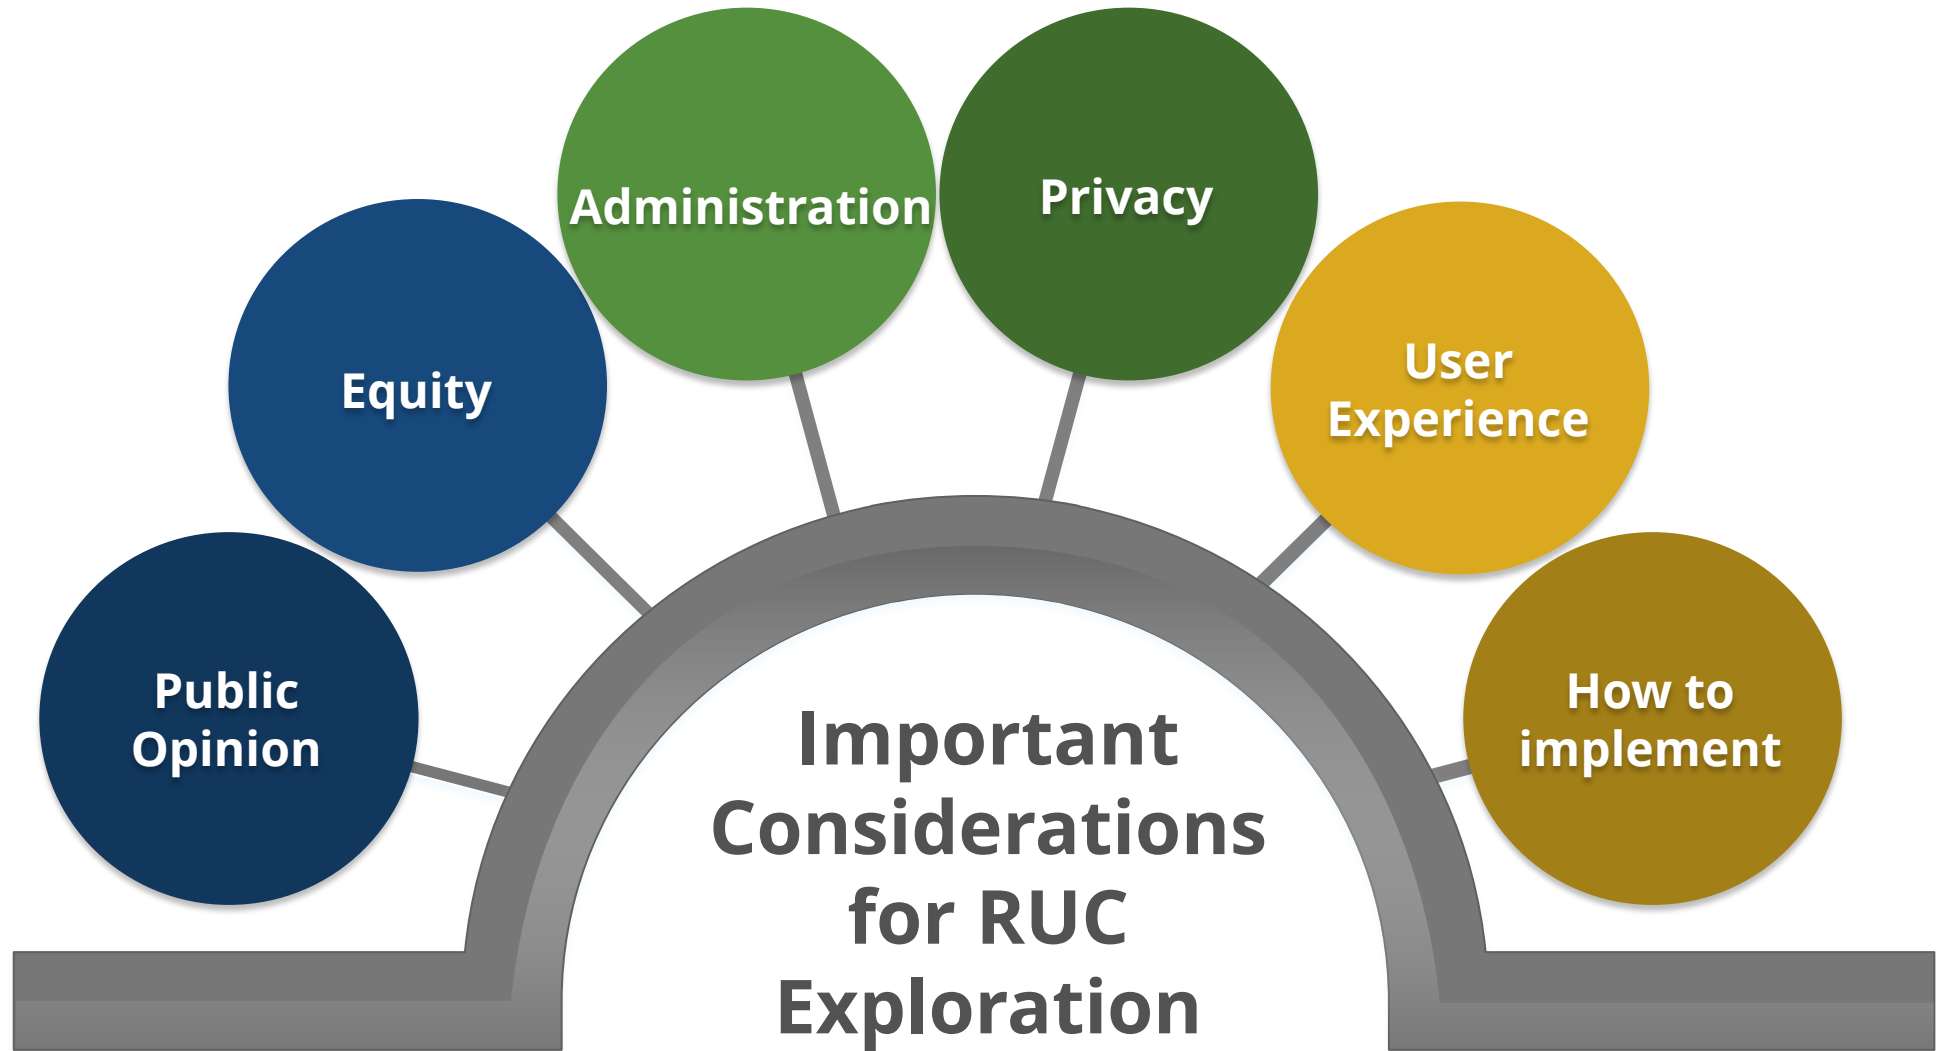 Public
Opinion
Equity
Administration
Privacy
User
Experience
How to
implement
Important
Considerations
for RUC
Exploration